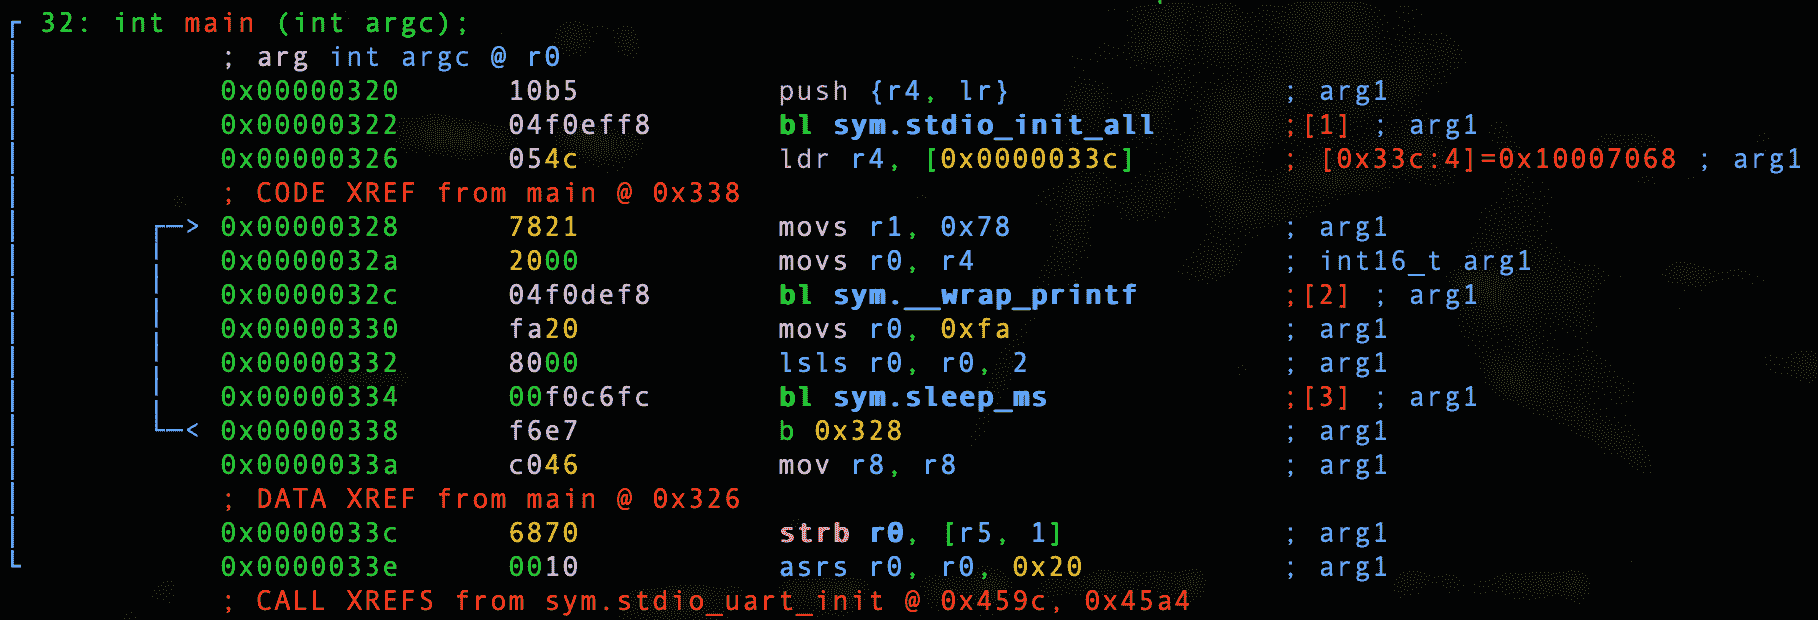 32: int main (int argc);
; arg int argc @ r0
0x00000320 10b5 push {r4, lr} ; arg1
0x00000322 04f0eff8 bl sym.stdio_init_all ;[1] ; arg1
0x00000326 054c ldr r4, [0x0000033c] ; [0x33c:4]=0x10007068 ; arg1
; CODE XREF from main @ 0x338
0x00000328 7821 movs r1, 0x78 ; arg1
0x0000032a 2000 movs r0, r4 ; int16_t arg1
0x0000032c 04f0def8 bl sym.__wrap_printf ;[2] ; arg1
0x00000330 fa20 movs r0, 0xfa ; arg1
0x00000332 8000 lsls r0, r0, 2 ; arg1
0x00000334 00f0c6fc bl sym.sleep_ms ;[3] ; arg1
0x00000338 f6e7 b 0x328 ; arg1
0x0000033a c046 mov r8, r8 ; arg1
; DATA XREF from main @ 0x326
0x0000033c 6870 strb r0, [r5, 1] ; arg1
0x0000033e 0010 asrs r0, r0, 0x20 ; arg1
; CALL XREFS from sym.stdio_uart_init @ 0x459c, 0x45a4